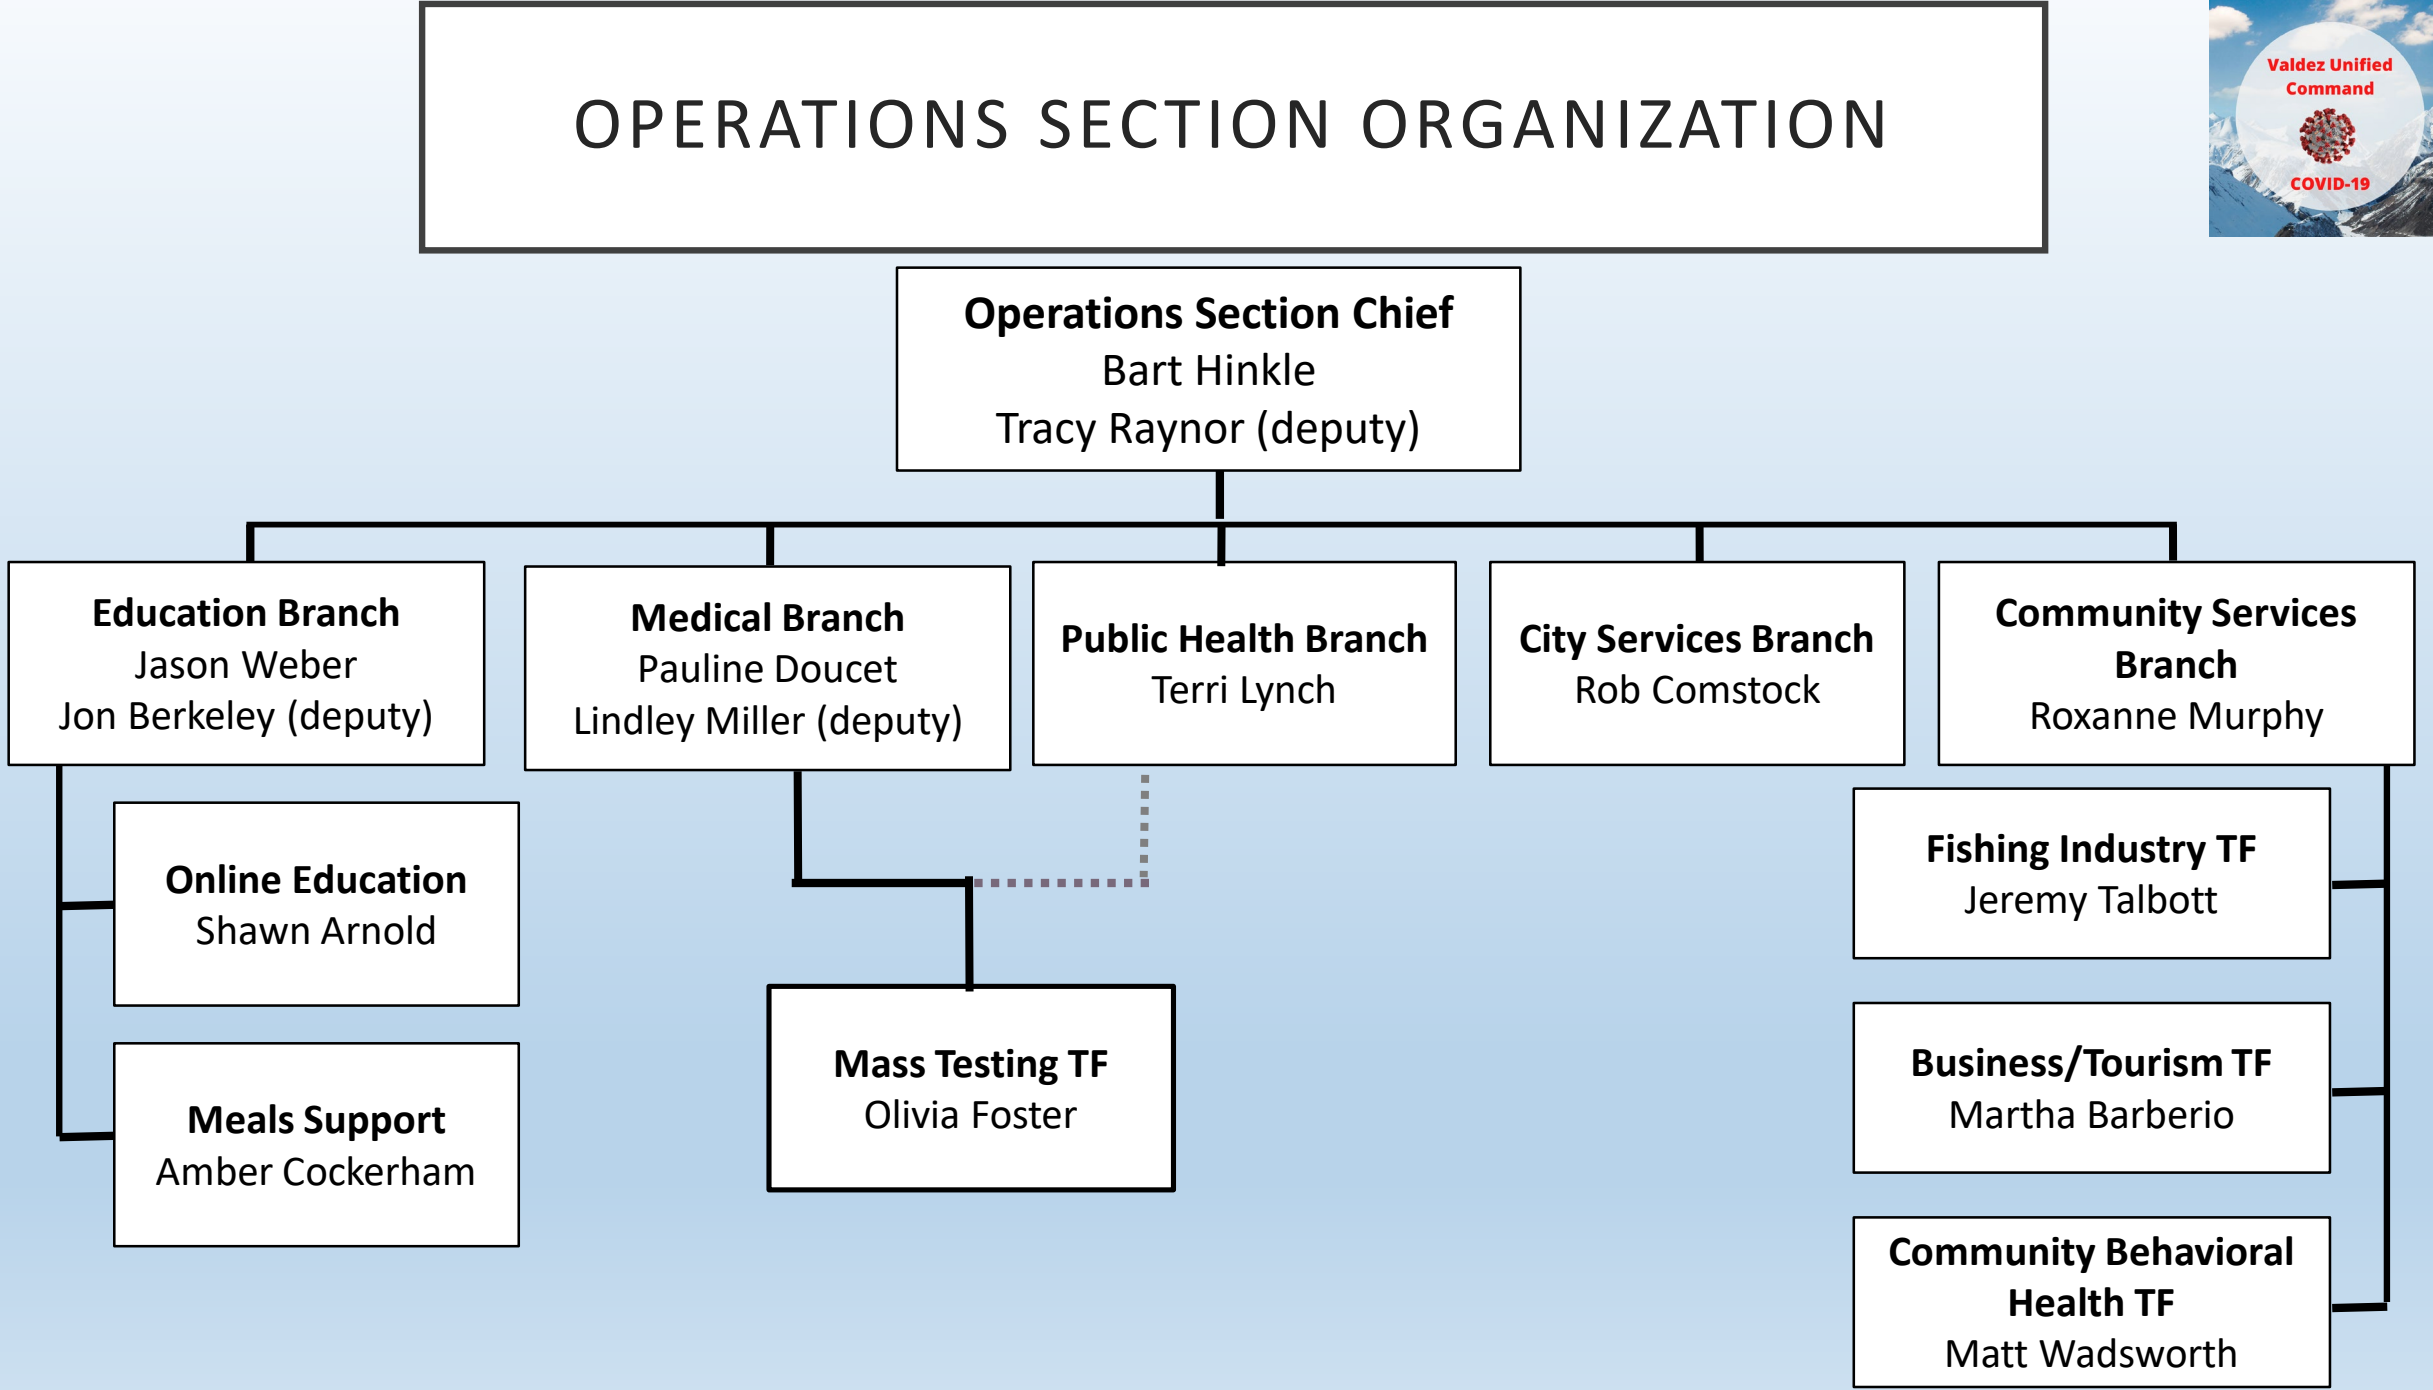 OPERATIONS SECTION ORGANIZATION
Valdez Unified
Command
COVID-19
Operations Section Chief
Bart Hinkle
Tracy Raynor (deputy)
Education Branch
Jason Weber
Jon Berkeley (deputy)
Medical Branch
Pauline Doucet
Lindley Miller (deputy)
Public Health Branch
Terri Lynch
City Services Branch
Rob Comstock
Community Services
Branch
Roxanne Murphy
Online Education
Shawn Arnold
Meals Support
Amber Cockerham
Mass Testing TF
Olivia Foster
Fishing Industry TF
Jeremy Talbott
Business/Tourism TF
Martha Barberio
Community Behavioral
Health TF
Matt Wadsworth